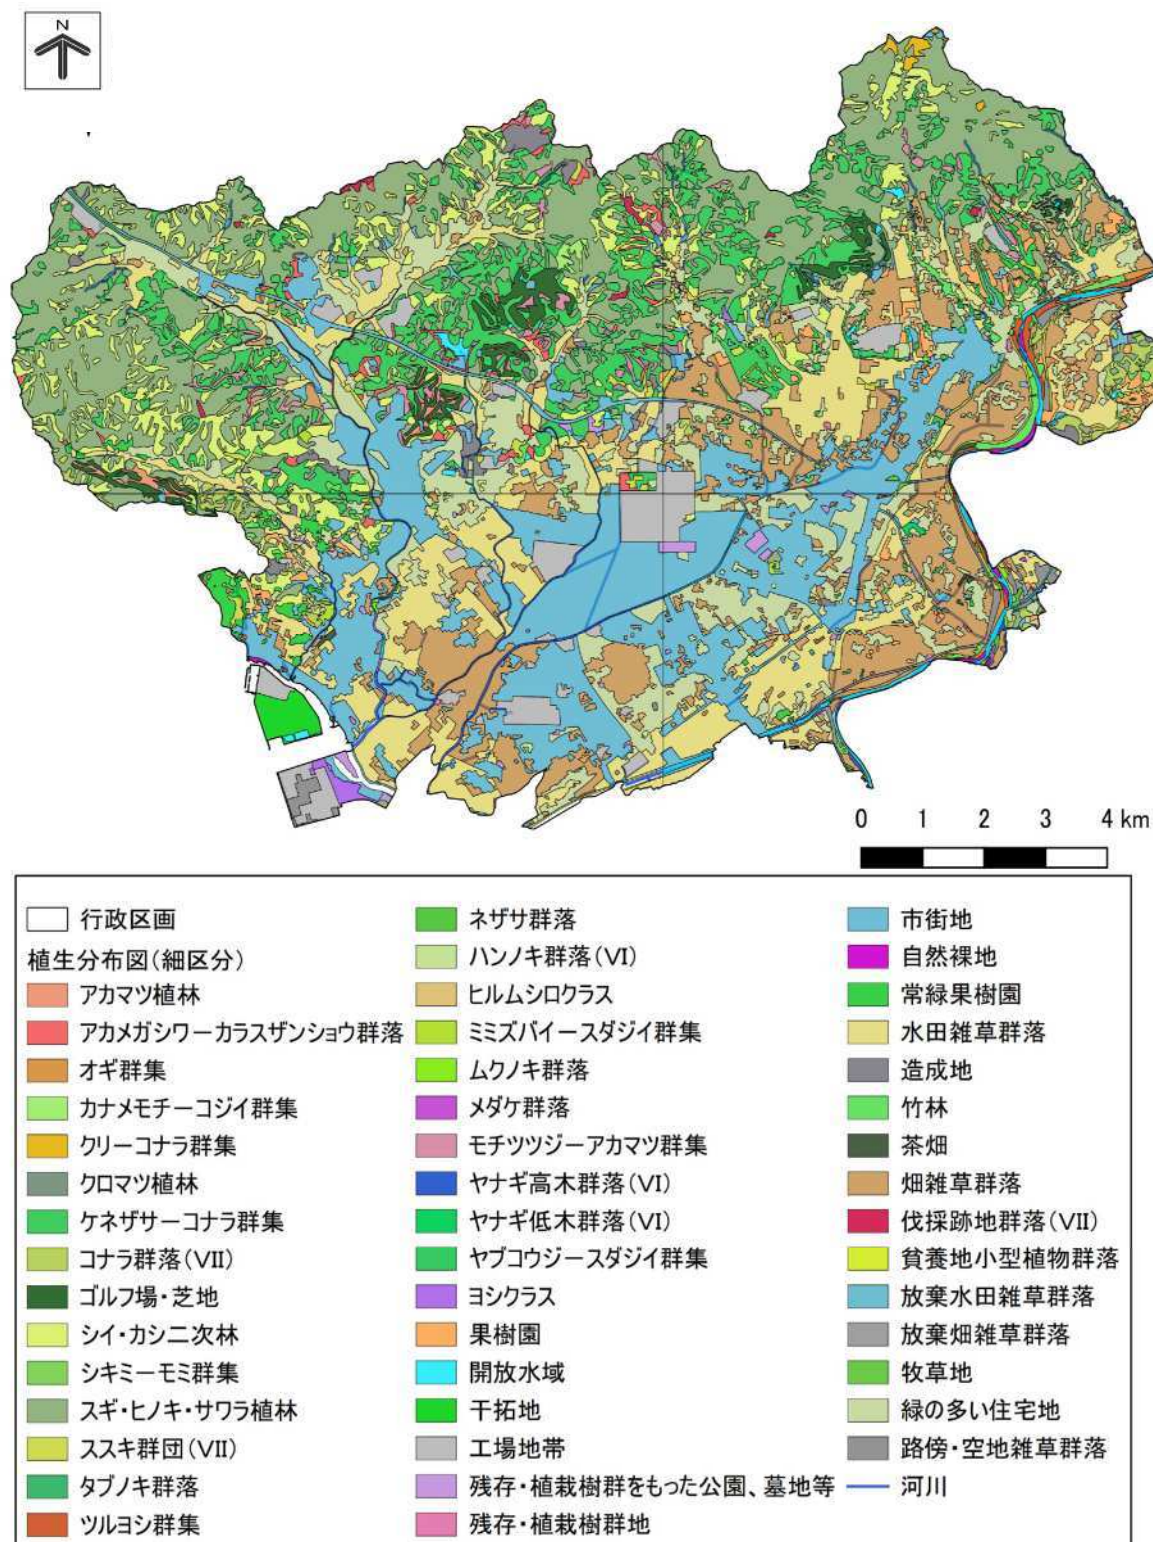 N
0 1 2 3 4 km
行政区画
植生分布図(細区分)
アカマツ植林
アカメガシワーカラスザンショウ群落
オギ群集
カナメモチーコジイ群集
クリーコナラ群集
クロマツ植林
ケネザサーコナラ群集
コナラ群落(Ⅶ)
ゴルフ場・芝地
シイ・カシ二次林
シキミーモミ群集
スギ・ヒノキ・サワラ植林
ススキ群団(Ⅶ)
タブノキ群落
ツルヨシ群集
ネザサ群落
ハンノキ群落(Ⅵ)
ヒルムシロクラス
ミミズバイースダジイ群集
ムクノキ群落
メダケ群落
モチツツジーアカマツ群集
ヤナギ高木群落(Ⅵ)
ヤナギ低木群落(Ⅵ)
ヤブコウジースダジイ群集
ヨシクラス
果樹園
開放水域
干拓地
工場地帯
残存・植栽樹群をもった公園、墓地等
残存・植栽樹群地
市街地
自然裸地
常緑果樹園
水田雑草群落
造成地
竹林
茶畑
畑雑草群落
伐採跡地群落(Ⅶ)
貧養地小型植物群落
放棄水田雑草群落
放棄畑雑草群落
牧草地
緑の多い住宅地
路傍・空地雑草群落
河川